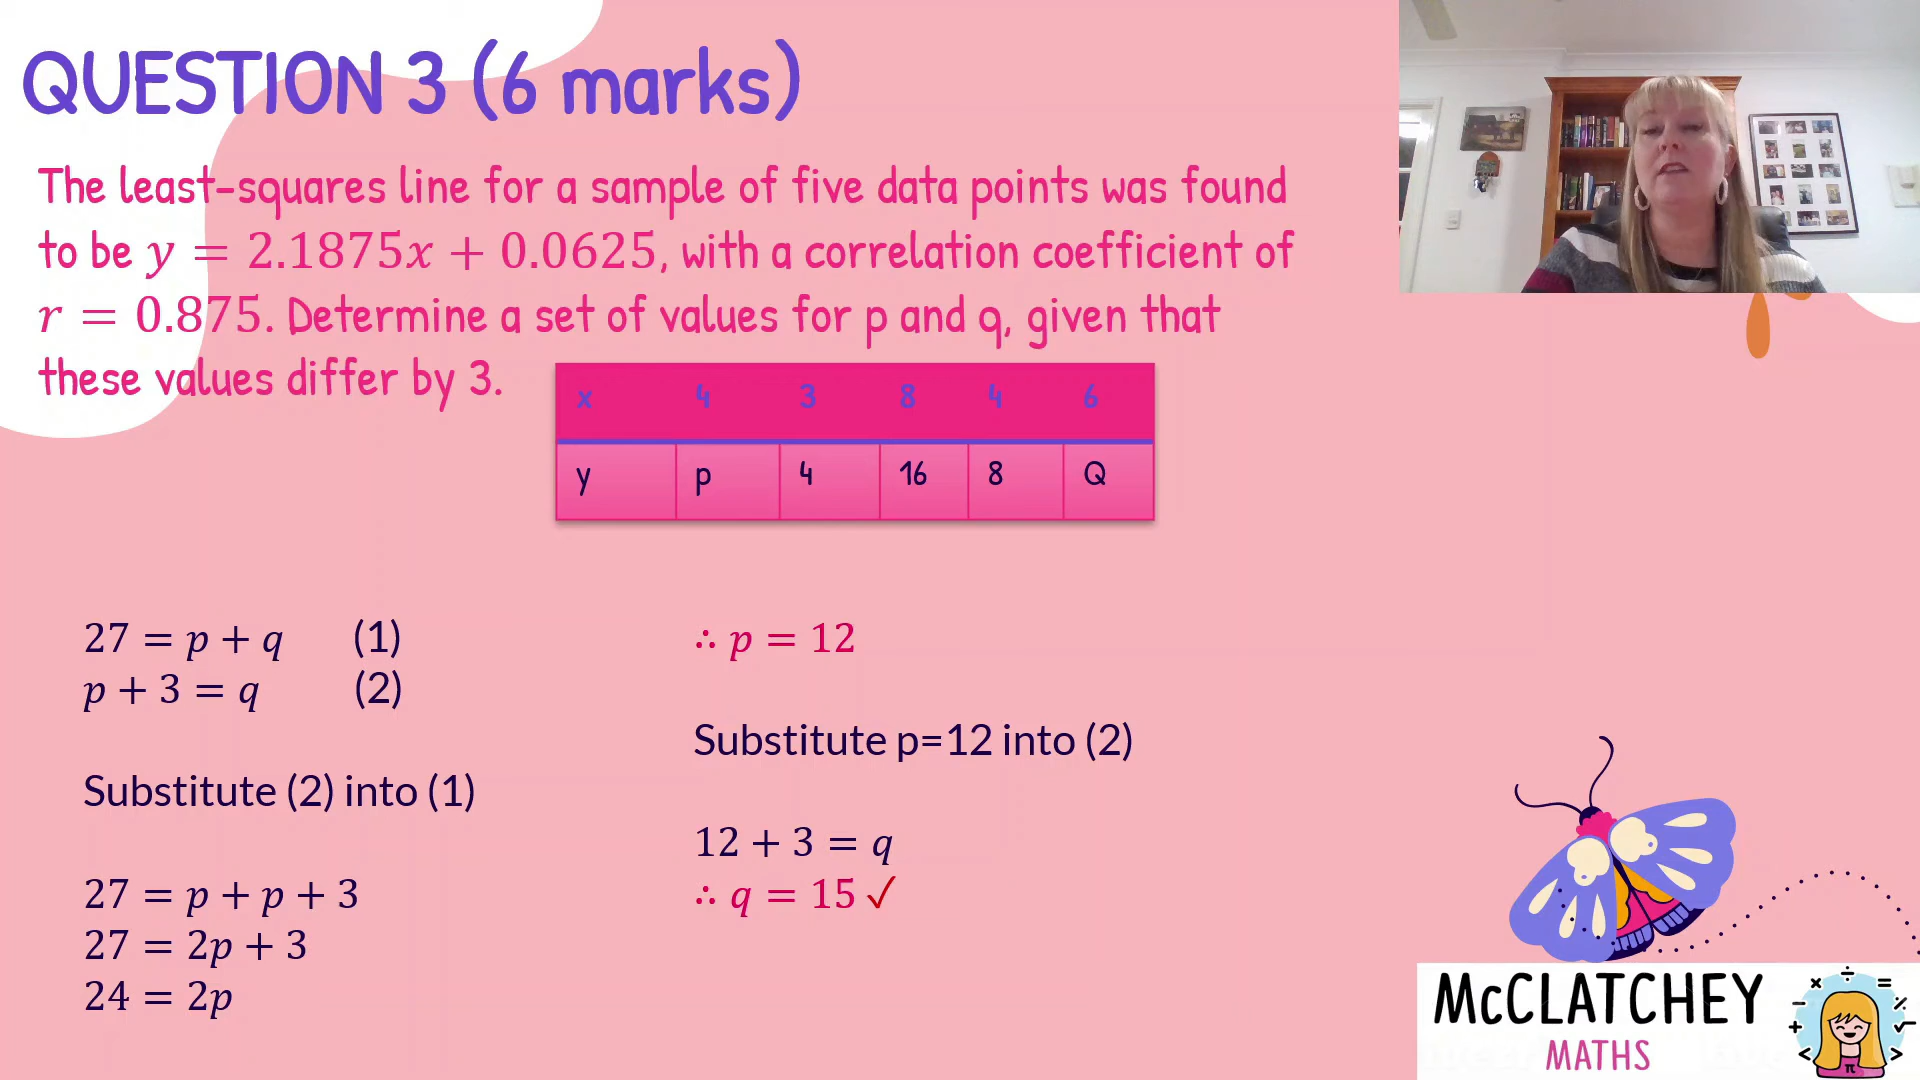 QUESTION 3 (6 marks)
The least-squares line for a sample of five data points was found
to be y = 2.1875x + 0.0625, with a correlation coefficient of
r = 0.875. Determine a set of values for p and q, given that
these values differ by 3.
x 4 3 8 4 6
y p 4 16 8 Q
27 = p + q (1)
p + 3 = q (2)
Substitute (2) into (1)
27 = p + p + 3
27 = 2p + 3
24 = 2p
∴ p = 12
Substitute p=12 into (2)
12 + 3 = q
∴ q = 15 ✓
McCLATCHEY
MATHS